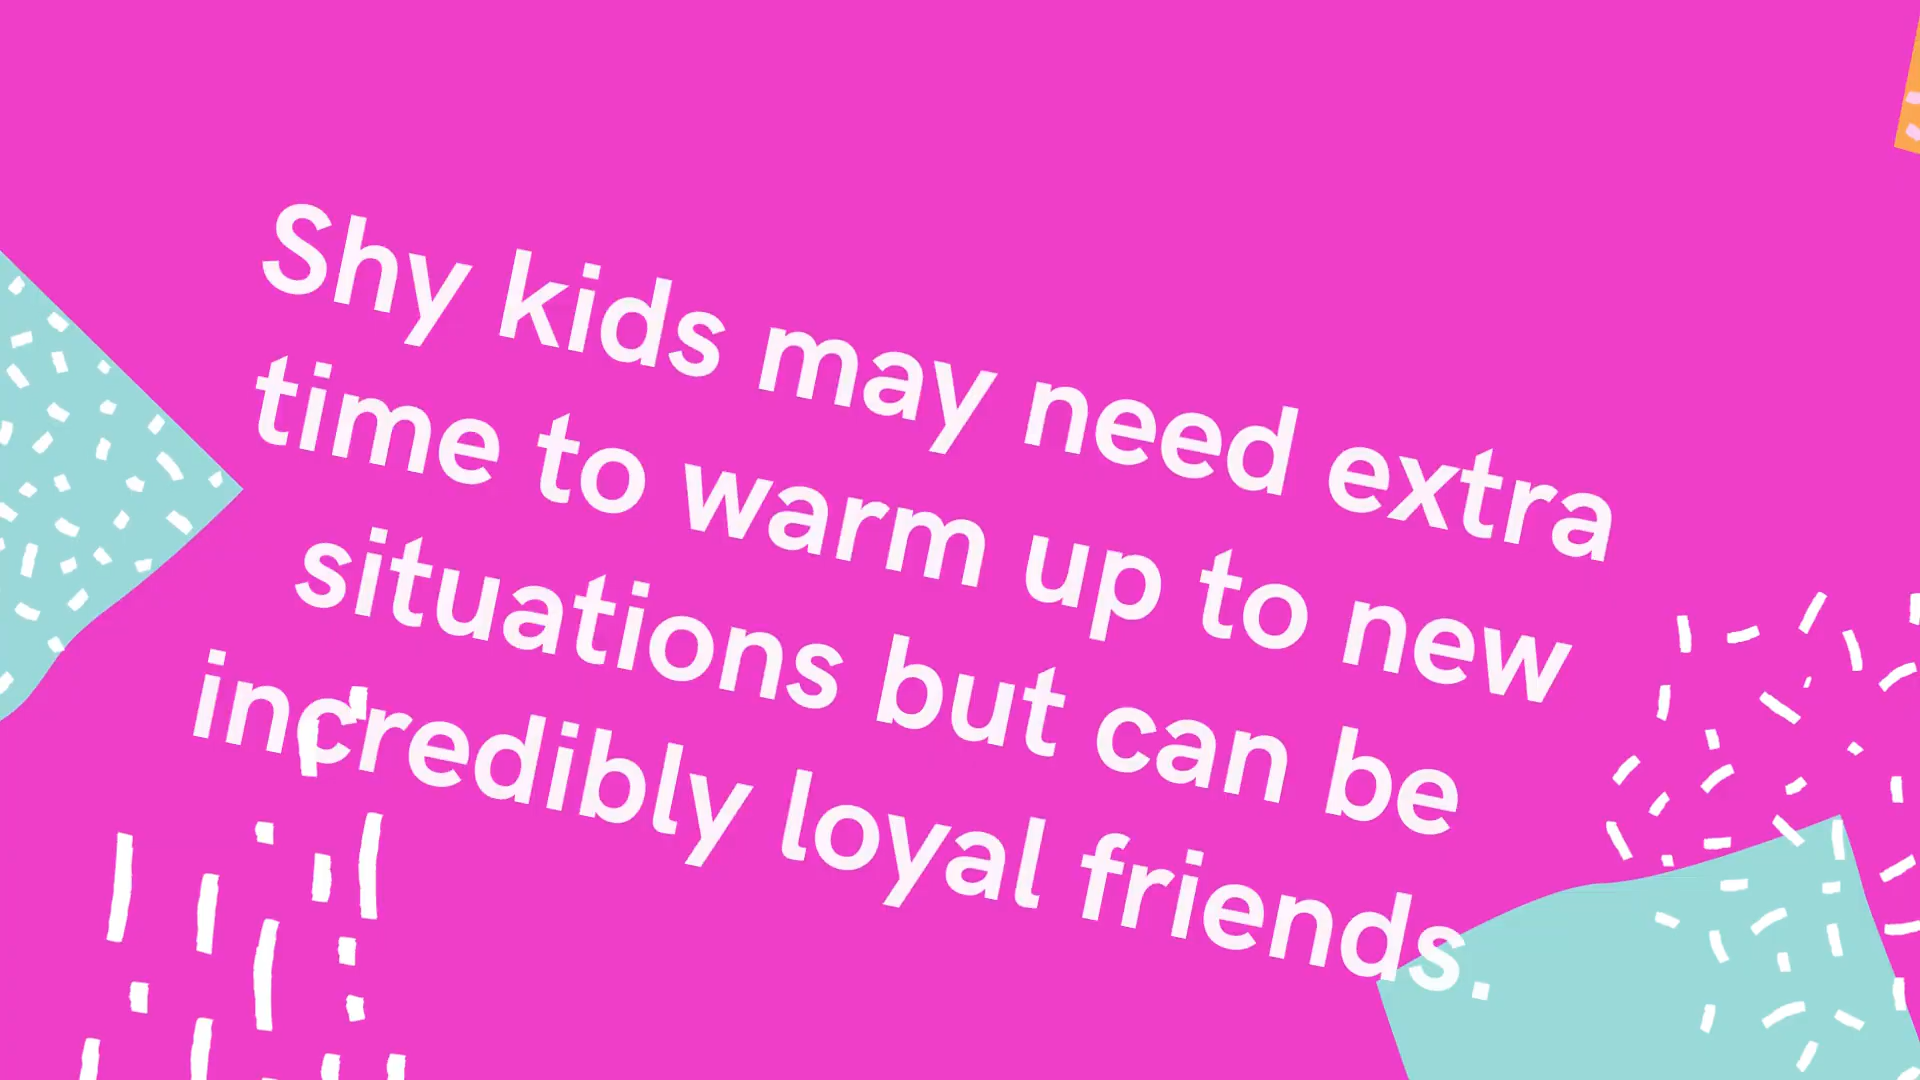 Shy kids may need extra
time to warm up to new
situations but can be
incredibly loyal friends.